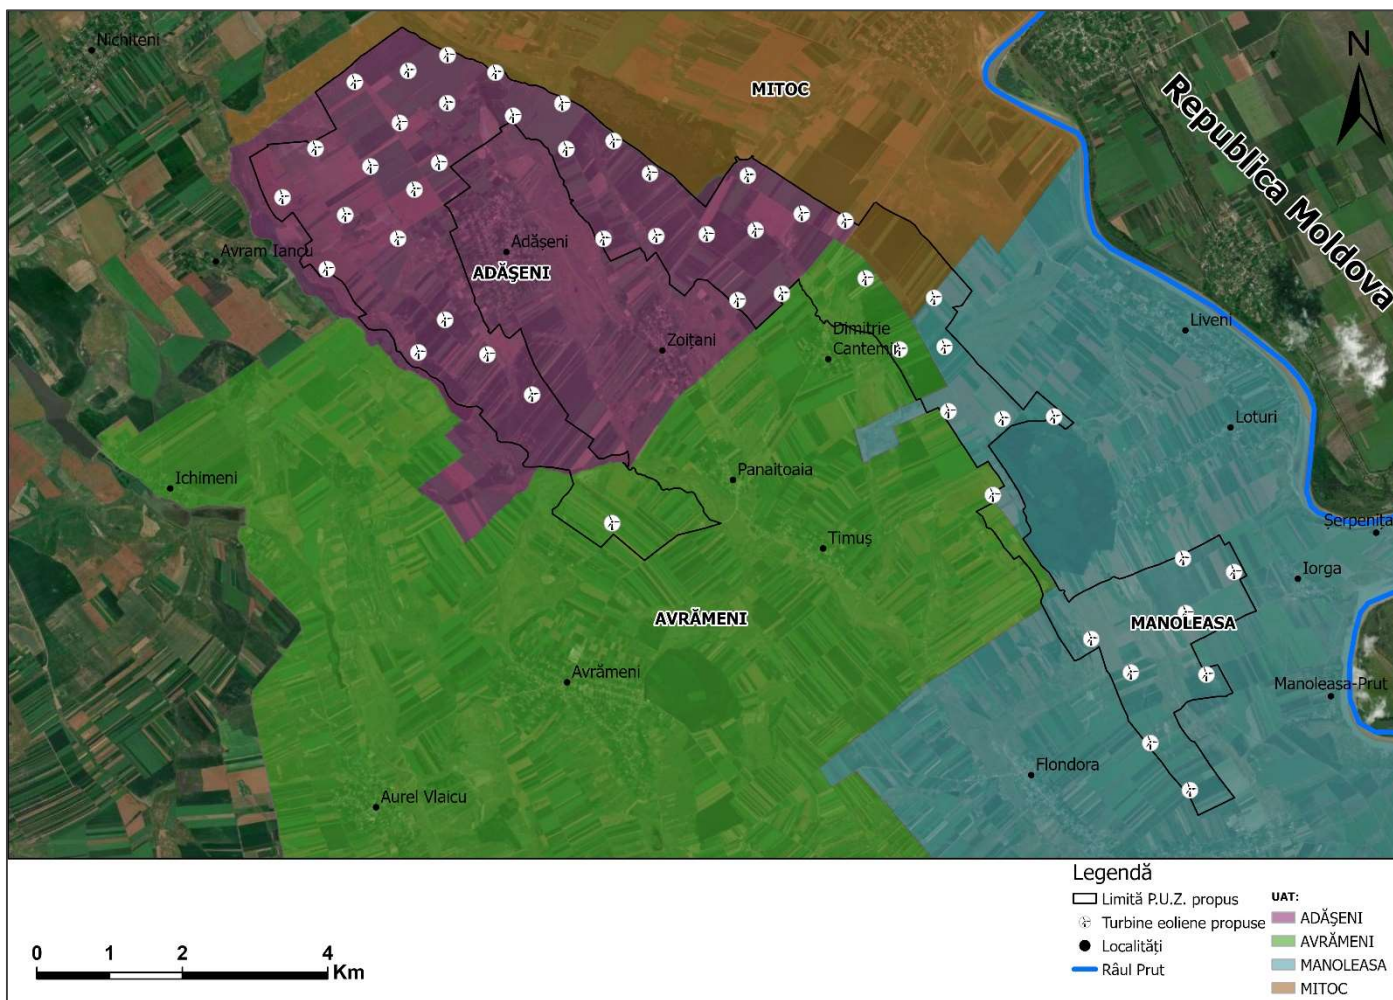 Nichiteni
MITOC
N
Republica Moldova
Avram Iancu
Adășeni
ADĂȘENI
Liveni
Zoițani
Dimitrie
Cantemir
Loturi
Ichimeni
Panaitoaia
Șerpenița
Timuș
Iorga
AVRĂMENI
MANOLEASA
Avrămeni
Manoleasa-Prut
Flondora
Aurel Vlaicu
Legendă
Limită P.U.Z. propus
Turbine eoliene propuse
Localități
Râul Prut
UAT:
ADĂȘENI
AVRĂMENI
MANOLEASA
MITOC
0 1 2 4
Km